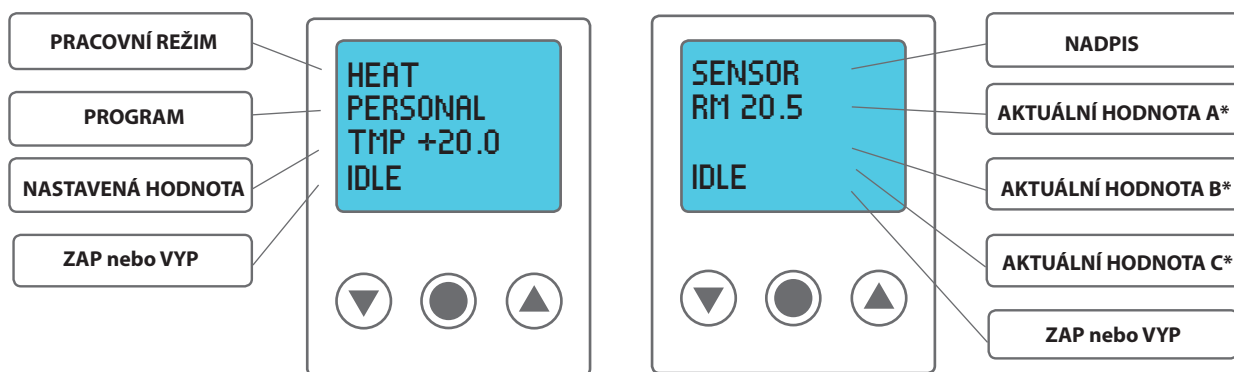 PRACOVNÍ REŽIM
PROGRAM
NASTAVENÁ HODNOTA
ZAP nebo VYP
HEAT
PERSONAL
TMP +20.0
IDLE
SENSOR
RM 20.5
IDLE
NADPIS
AKTUÁLNÍ HODNOTA A*
AKTUÁLNÍ HODNOTA B*
AKTUÁLNÍ HODNOTA C*
ZAP nebo VYP